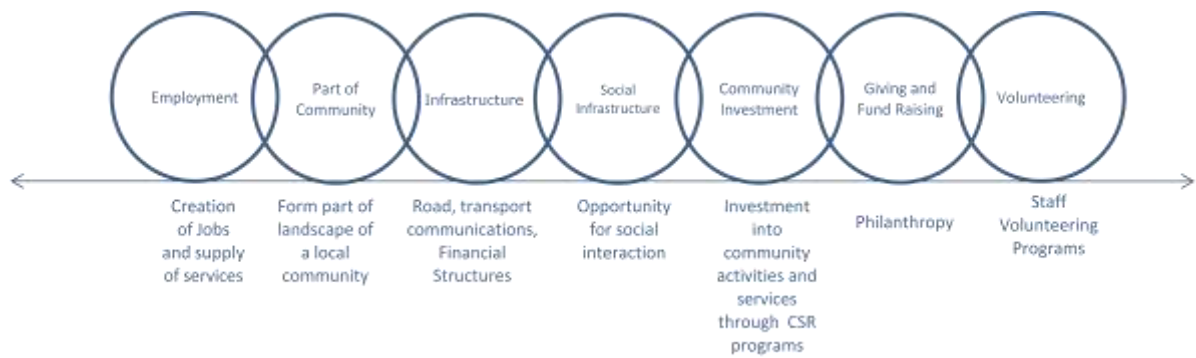 Employment
Part of
Community
Infrastructure
Social
Infrastructure
Community
Investment
Giving and
Fund Raising
Volunteering
Creation
of Jobs
and supply
of services
Form part of
landscape of
a local
community
Road, transport
communications,
Financial
Structures
Opportunity
for social
interaction
Investment
into
community
activities and
services
through CSR
programs
Philanthropy
Staff
Volunteering
Programs